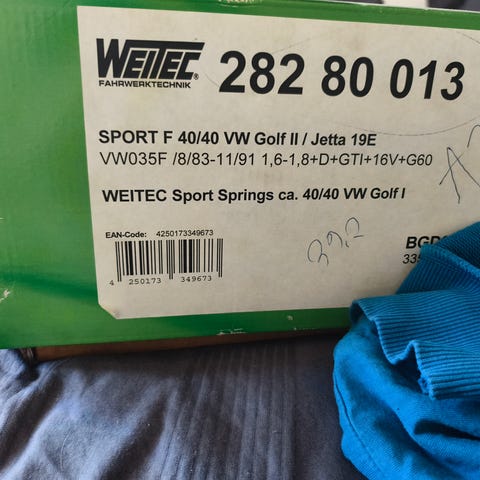 WEITEC® 282 80 013
FAHRWERKTECHNIK
SPORT F 40/40 VW Golf II / Jetta 19E
VW035F /8/83-11/91 1,6-1,8+D+GTI+16V+G60
WEITEC Sport Springs ca. 40/40 VW Golf I
EAN-Code: 4250173349673
4 250173 349673